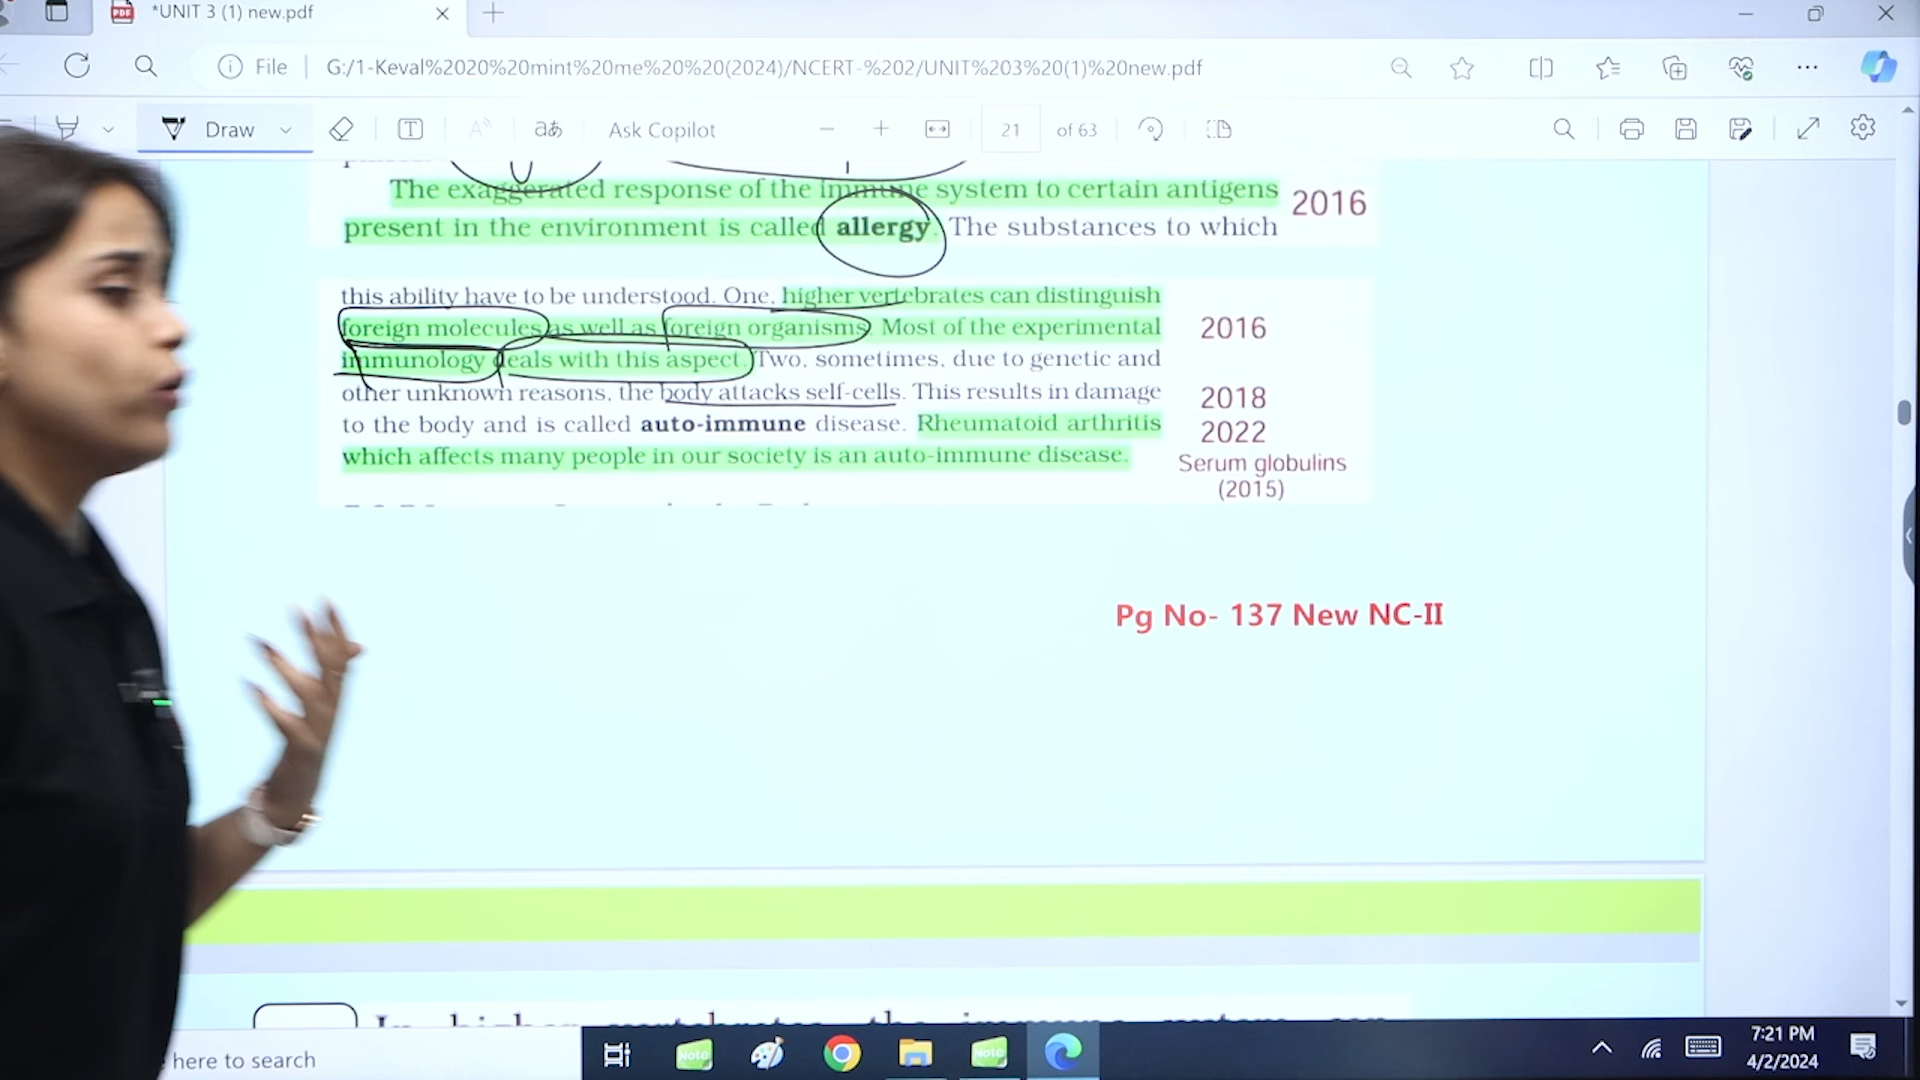 *UNIT 3 (1) new.pdf
File
G:/1-Keval%2020%20mint%20me%20%20(2024)/NCERT-%202/UNIT%203%20(1)%20new.pdf
Draw
aあ
Ask Copilot
21
of 63
The exaggerated response of the immune system to certain antigens
2016
present in the environment is called allergy. The substances to which
this ability have to be understood. One, higher vertebrates can distinguish
foreign molecules as well as foreign organisms. Most of the experimental
2016
immunology deals with this aspect. Two, sometimes, due to genetic and
other unknown reasons, the body attacks self-cells. This results in damage
2018
to the body and is called auto-immune disease. Rheumatoid arthritis
2022
which affects many people in our society is an auto-immune disease.
Serum globulins
(2015)
Pg No- 137 New NC-II
here to search
Note
Note
7:21 PM
4/2/2024